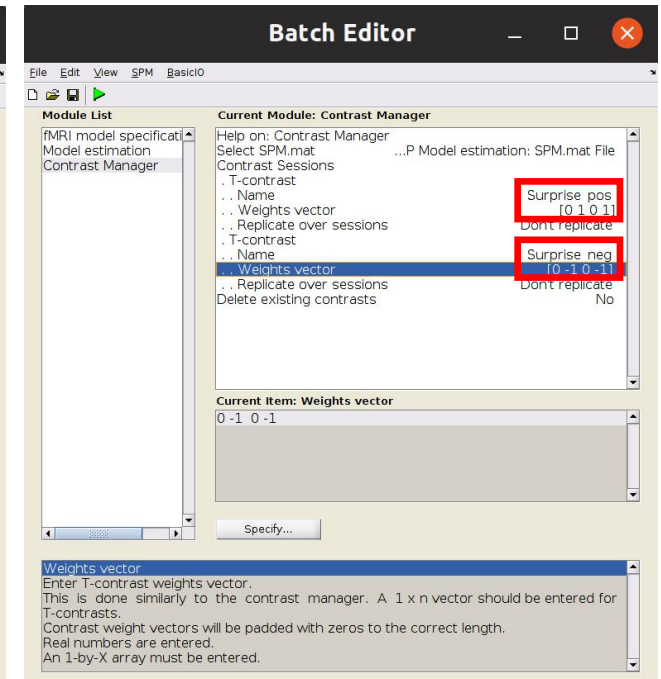 Batch Editor
File Edit View SPM BasicIO
Module List
Current Module: Contrast Manager
fMRI model specificati
Model estimation
Contrast Manager
Help on: Contrast Manager
Select SPM.mat ...P Model estimation: SPM.mat File
Contrast Sessions
. T-contrast
. . Name Surprise pos
. . Weights vector [0 1 0 1]
. . Replicate over sessions Don't replicate
. T-contrast
. . Name Surprise neg
. . Weights vector [0 -1 0 -1]
. . Replicate over sessions Don't replicate
Delete existing contrasts No
Current Item: Weights vector
0 -1 0 -1
Specify...
Weights vector
Enter T-contrast weights vector.
This is done similarly to the contrast manager. A 1 x n vector should be entered for
T-contrasts.
Contrast weight vectors will be padded with zeros to the correct length.
Real numbers are entered.
An 1-by-X array must be entered.